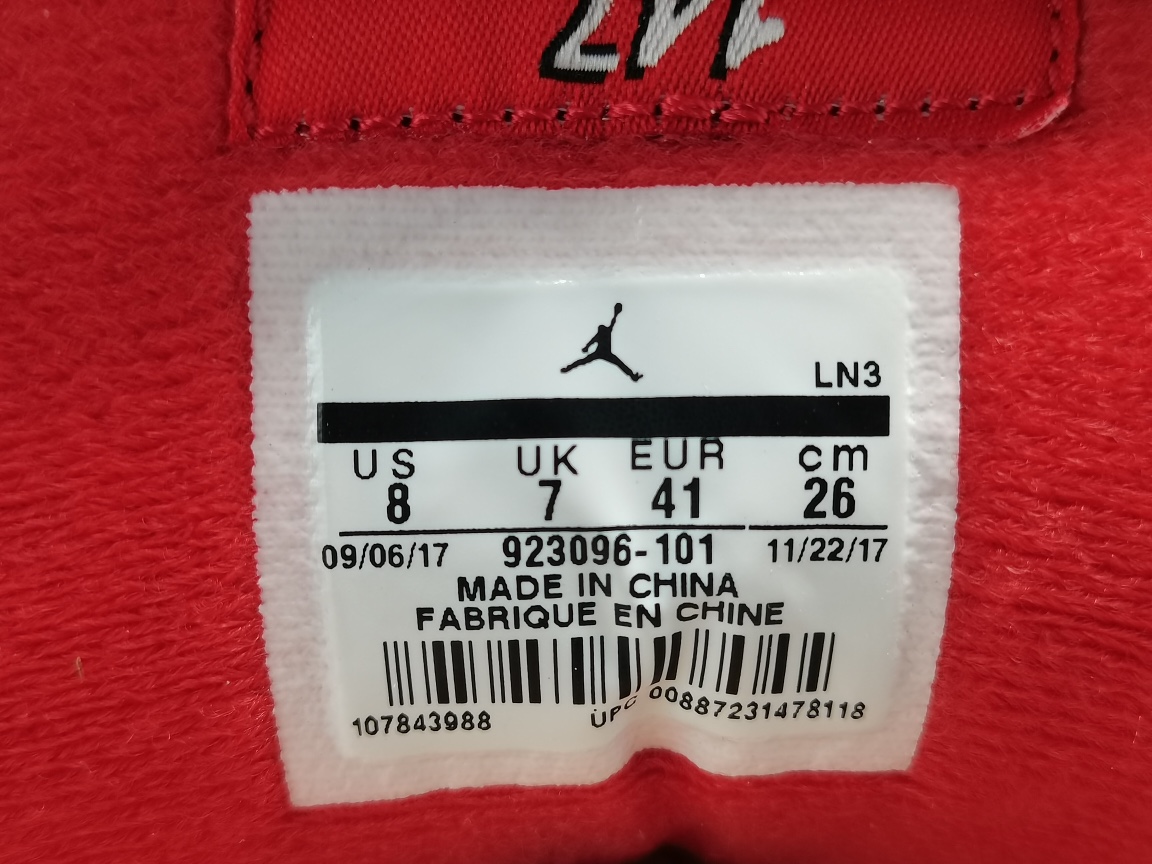 147
LN3
US UK EUR cm
8 7 41 26
09/06/17 923096-101 11/22/17
MADE IN CHINA
FABRIQUE EN CHINE
107843988 UPC 00887231478118